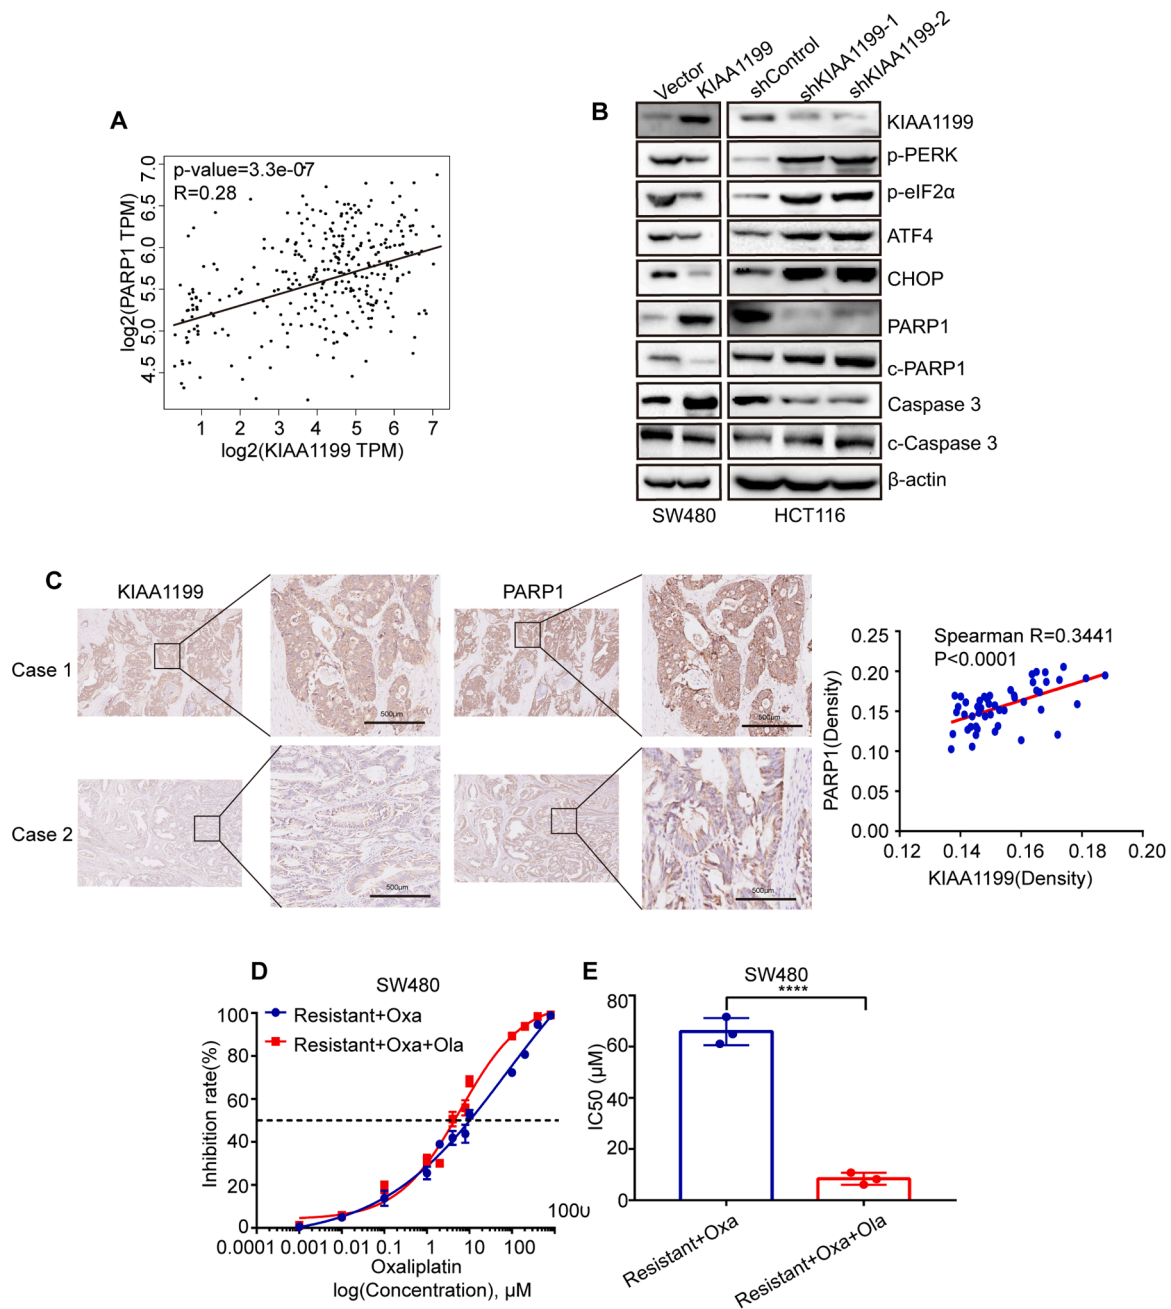 A
p-value=3.3e-07
R=0.28
log2(PARP1 TPM)
7.0
6.5
6.0
5.5
5.0
4.5
1 2 3 4 5 6 7
log2(KIAA1199 TPM)
B
Vector
KIAA1199
shControl
shKIAA1199-1
shKIAA1199-2
KIAA1199
p-PERK
p-eIF2α
ATF4
CHOP
PARP1
c-PARP1
Caspase 3
c-Caspase 3
β-actin
SW480 HCT116
C
KIAA1199 PARP1
Case 1
500μm
500μm
Case 2
500μm
500μm
Spearman R=0.3441
P<0.0001
PARP1(Density)
0.25
0.20
0.15
0.10
0.05
0.00
0.12 0.14 0.16 0.18 0.20
KIAA1199(Density)
D
SW480
Resistant+Oxa
Resistant+Oxa+Ola
Inhibition rate(%)
100
80
60
40
20
0
0.0001 0.001 0.01 0.1 1 10 100
Oxaliplatin
log(Concentration), μM
E
SW480
****
IC50 (μM)
80
60
40
20
0
Resistant+Oxa
Resistant+Oxa+Ola